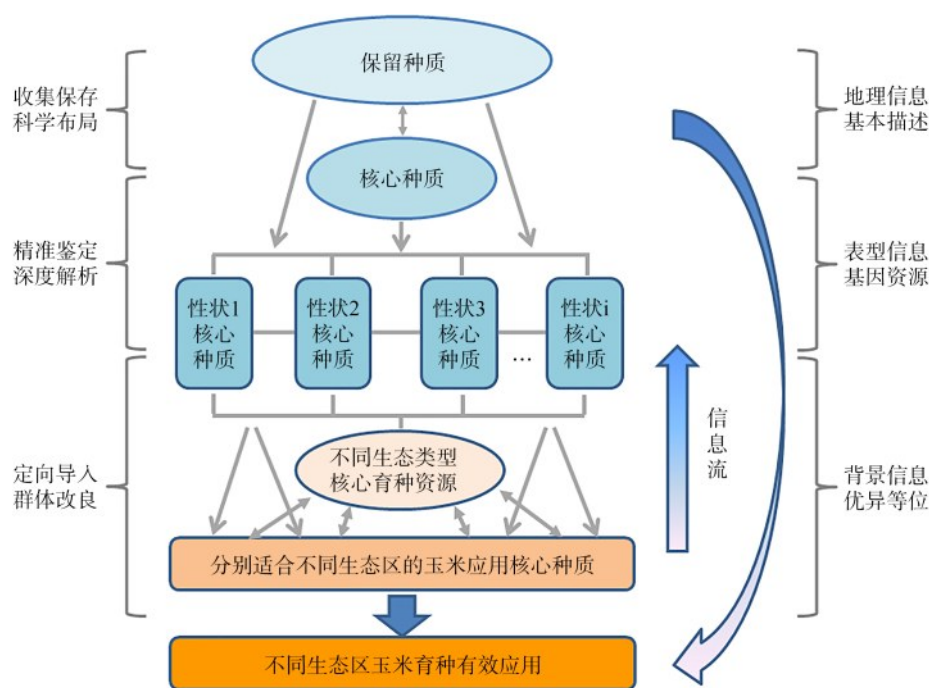 保留种质
收集保存
科学布局
地理信息
基本描述
核心种质
精准鉴定
深度解析
表型信息
基因资源
性状1
核心
种质
性状2
核心
种质
性状3
核心
种质
...
性状i
核心
种质
信
息
流
定向导入
群体改良
不同生态类型
核心育种资源
背景信息
优异等位
分别适合不同生态区的玉米应用核心种质
不同生态区玉米育种有效应用